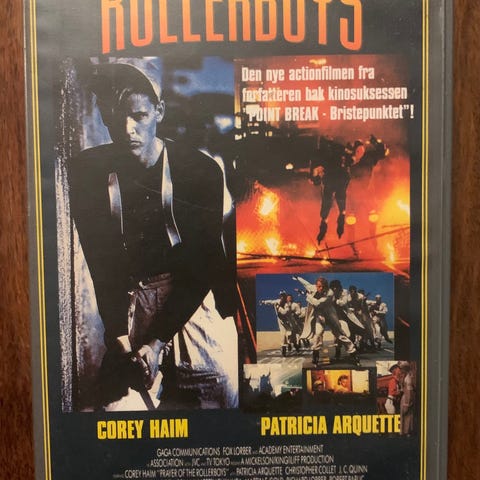 ROLLERBOYS
Den nye actionfilmen fra
forfatteren bak kinosuksessen
"POINT BREAK - Bristepunktet"!
COREY HAIM
PATRICIA ARQUETTE
GAGA COMMUNICATIONS FOX LORBER ACADEMY ENTERTAINMENT
ASSOCIATION JVC TV TOKYO A MICKELSON/KING/ILIFF PRODUCTION
COREY HAIM "PRAYER OF THE ROLLERBOYS" PATRICIA ARQUETTE CHRISTOPHER COLLET J.C. QUINN